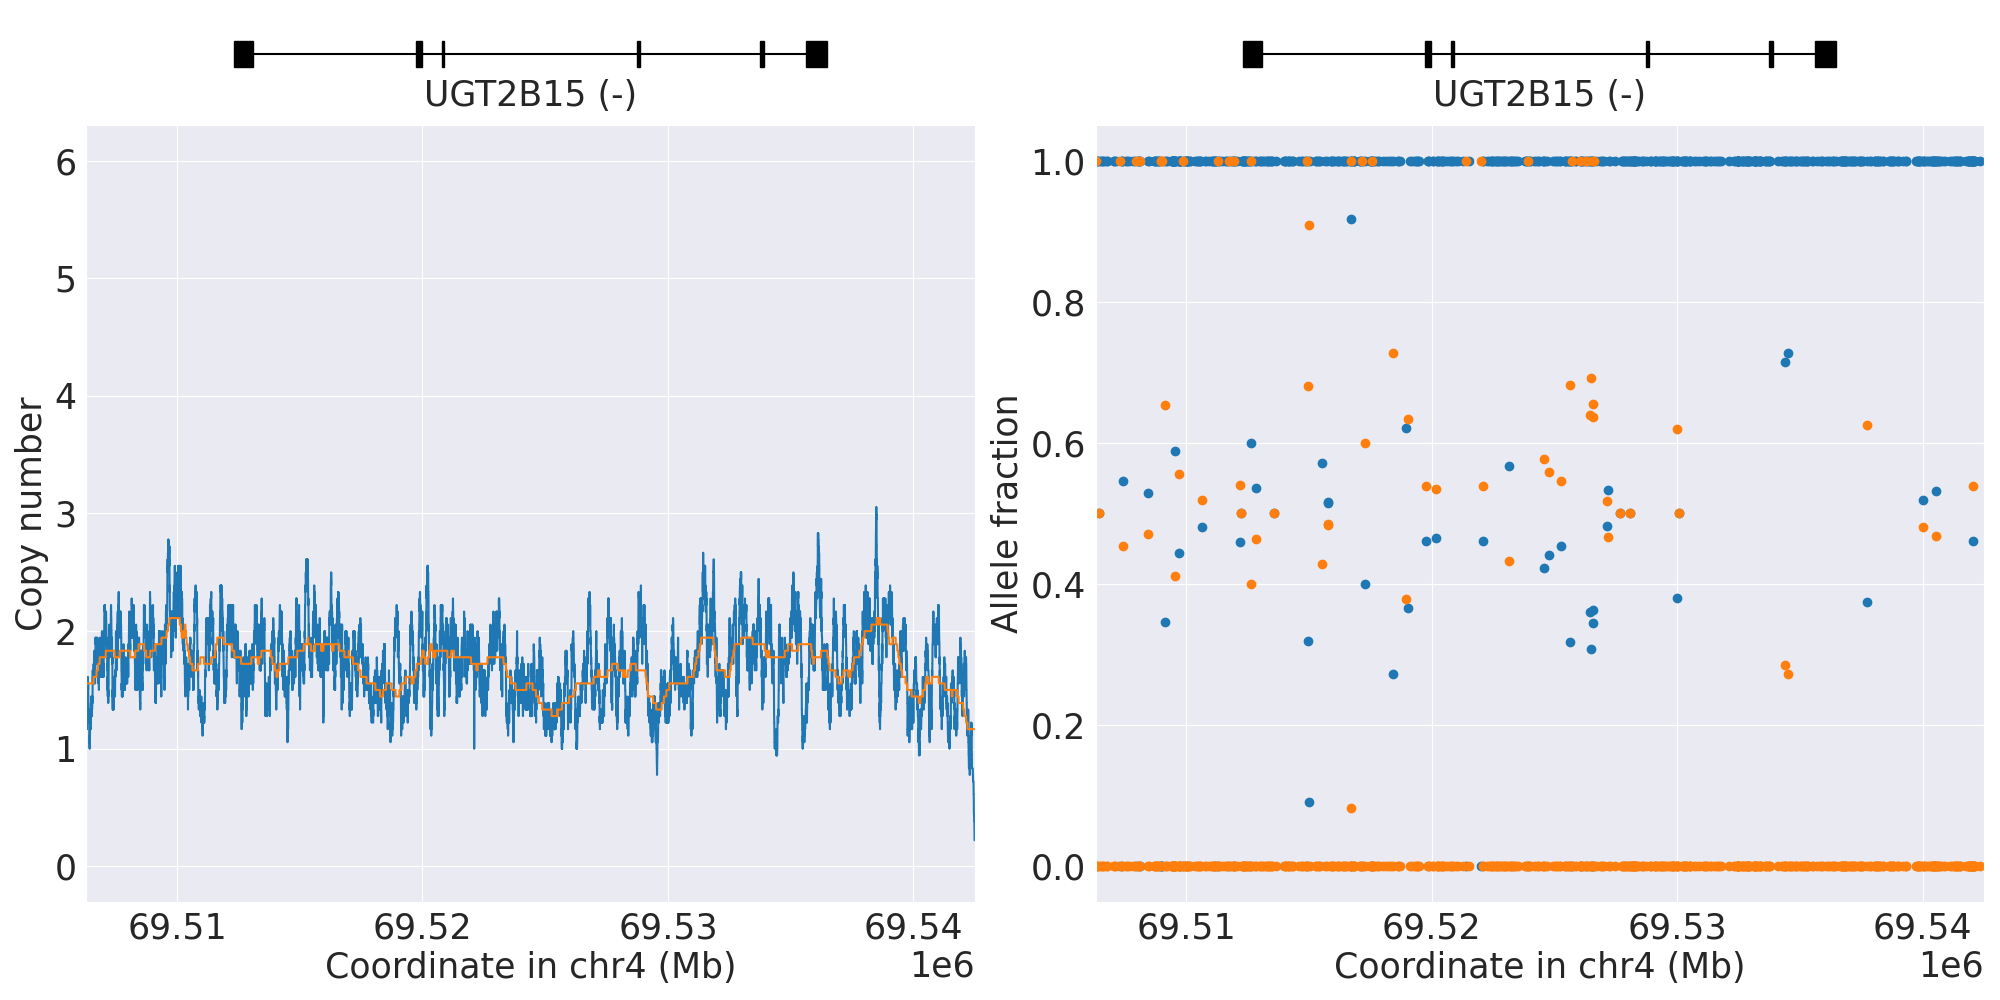 UGT2B15 (-)
6
5
4
3
2
1
0
Copy number
69.51 69.52 69.53 69.54
Coordinate in chr4 (Mb)
1e6
UGT2B15 (-)
1.0
0.8
0.6
0.4
0.2
0.0
Allele fraction
69.51 69.52 69.53 69.54
Coordinate in chr4 (Mb)
1e6